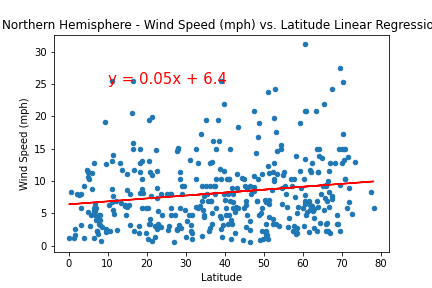 Northern Hemisphere - Wind Speed (mph) vs. Latitude Linear Regressio
y = 0.05x + 6.4
Wind Speed (mph)
30
25
20
15
10
5
0
0 10 20 30 40 50 60 70 80
Latitude